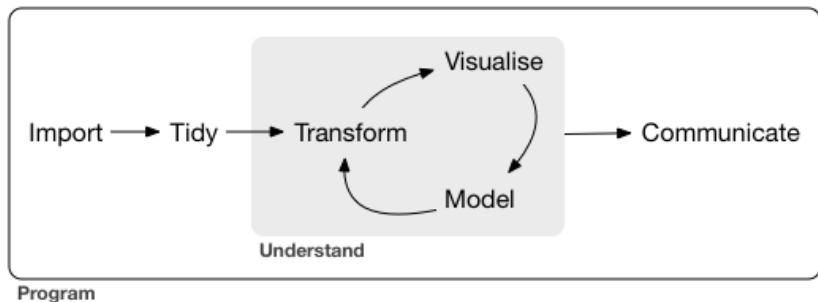 Visualise
Import
Tidy
Transform
Communicate
Model
Understand
Program